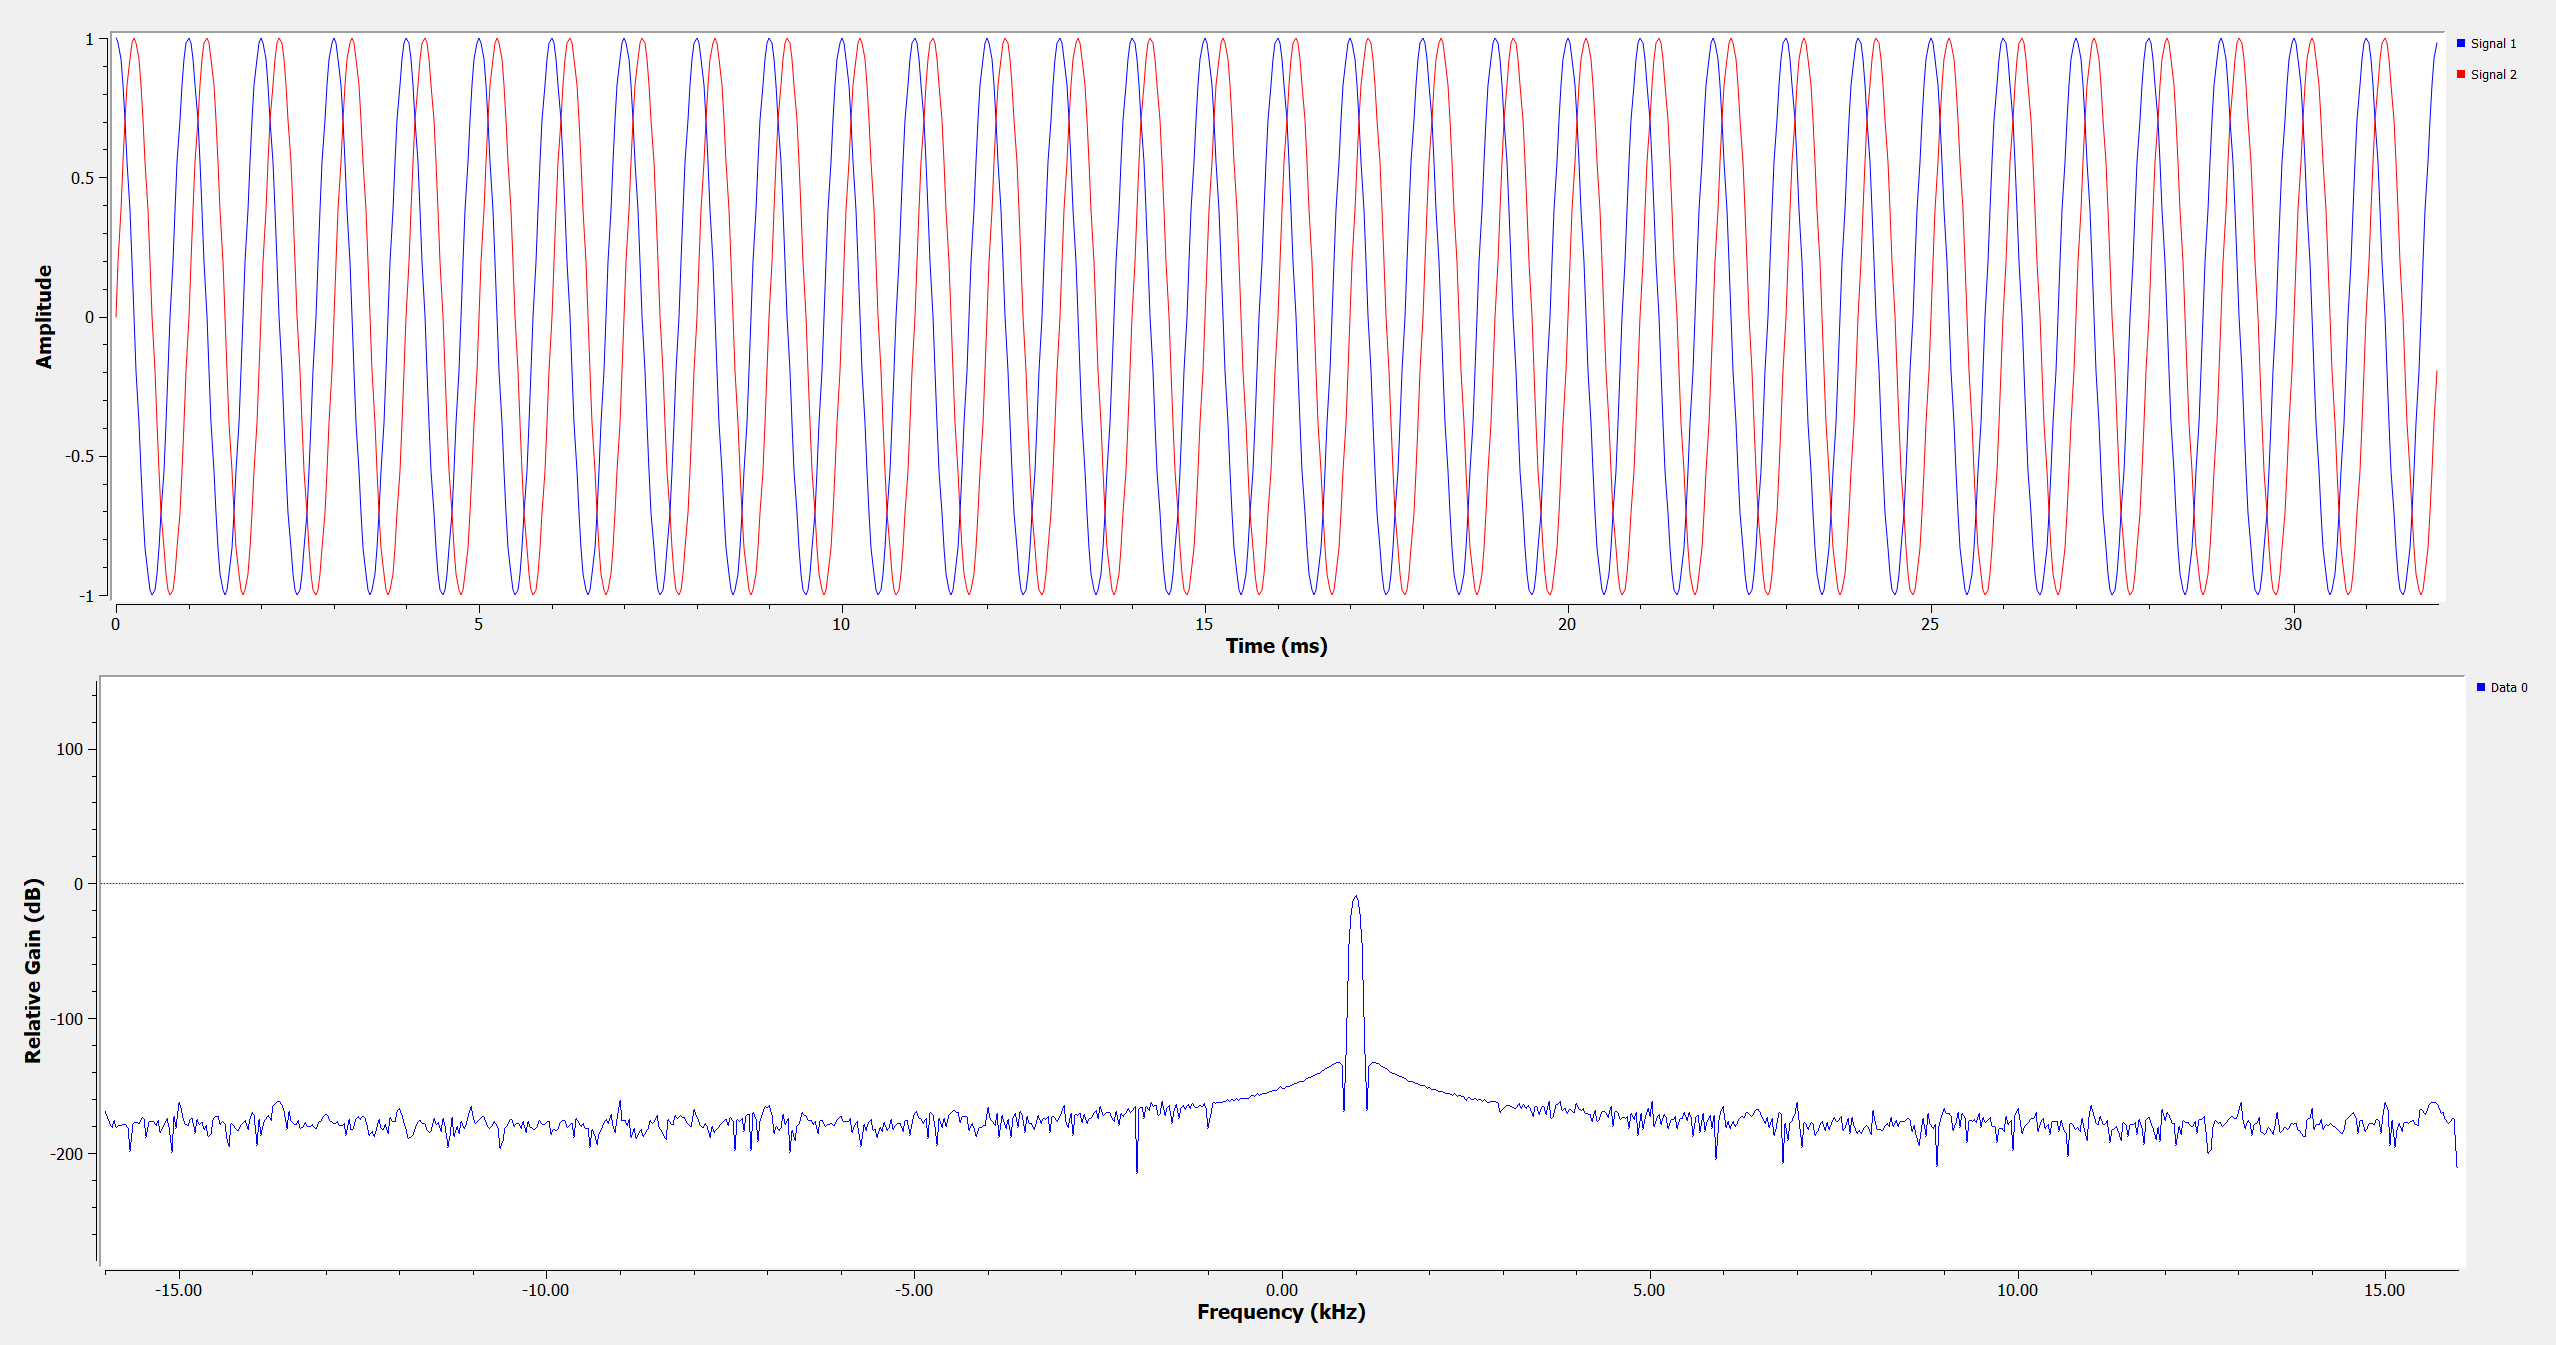 1
0.5
0
-0.5
-1
Amplitude
0 5 10 15 20 25 30
Time (ms)
Signal 1
Signal 2
100
0
-100
-200
Relative Gain (dB)
-15.00 -10.00 -5.00 0.00 5.00 10.00 15.00
Frequency (kHz)
Data 0